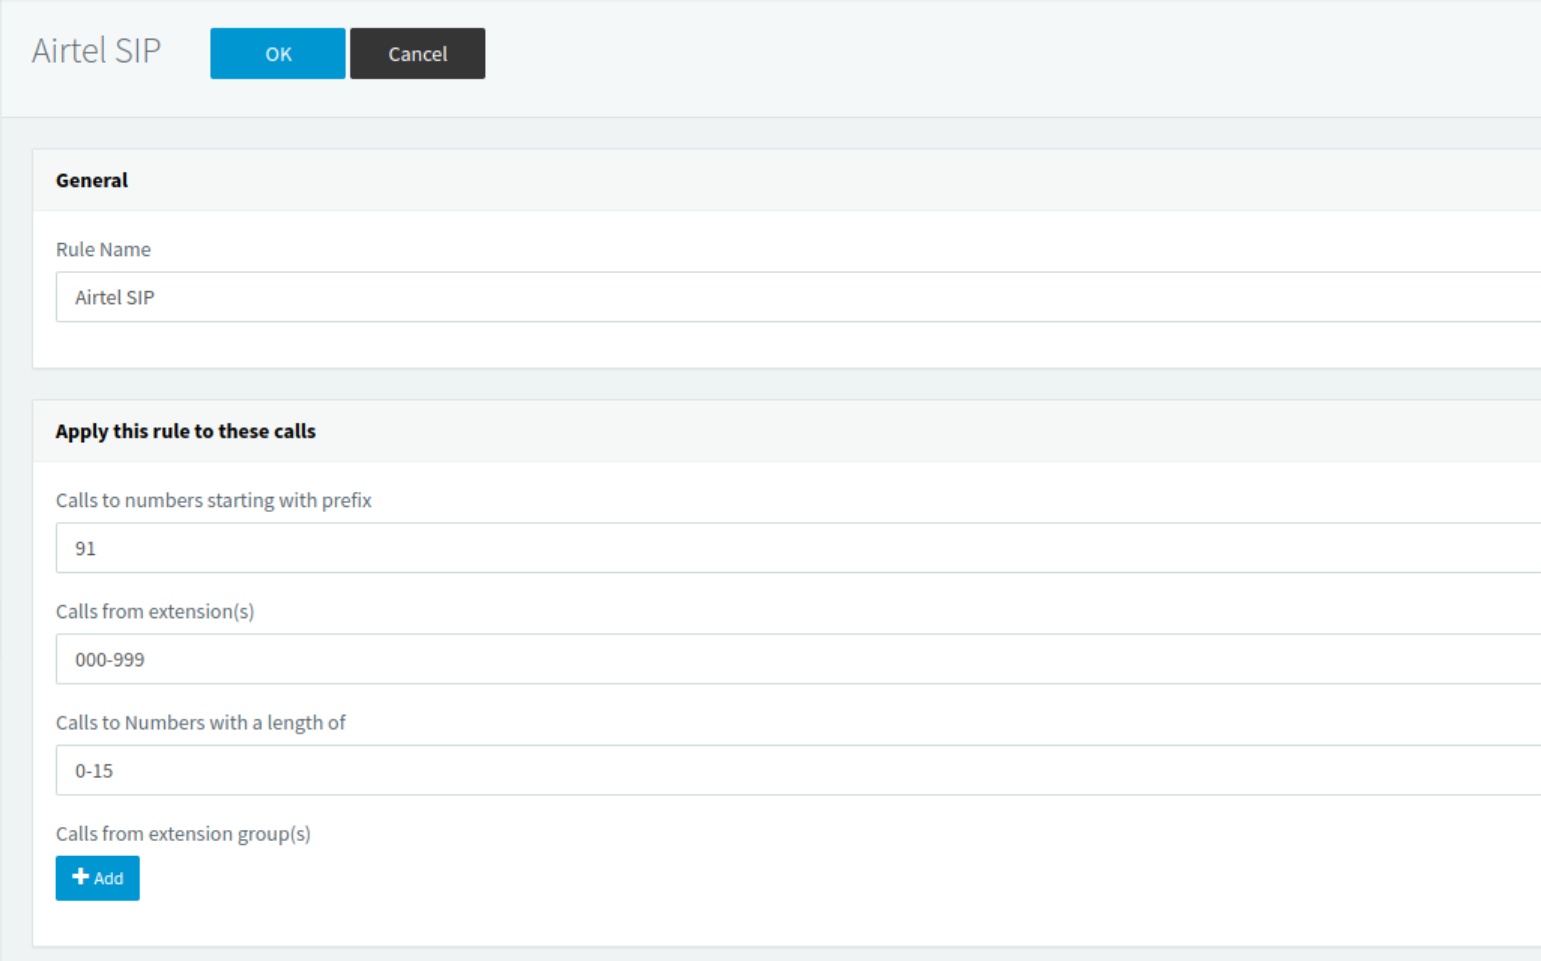 Airtel SIP
OK
Cancel
General
Rule Name
Airtel SIP
Apply this rule to these calls
Calls to numbers starting with prefix
91
Calls from extension(s)
000-999
Calls to Numbers with a length of
0-15
Calls from extension group(s)
+ Add